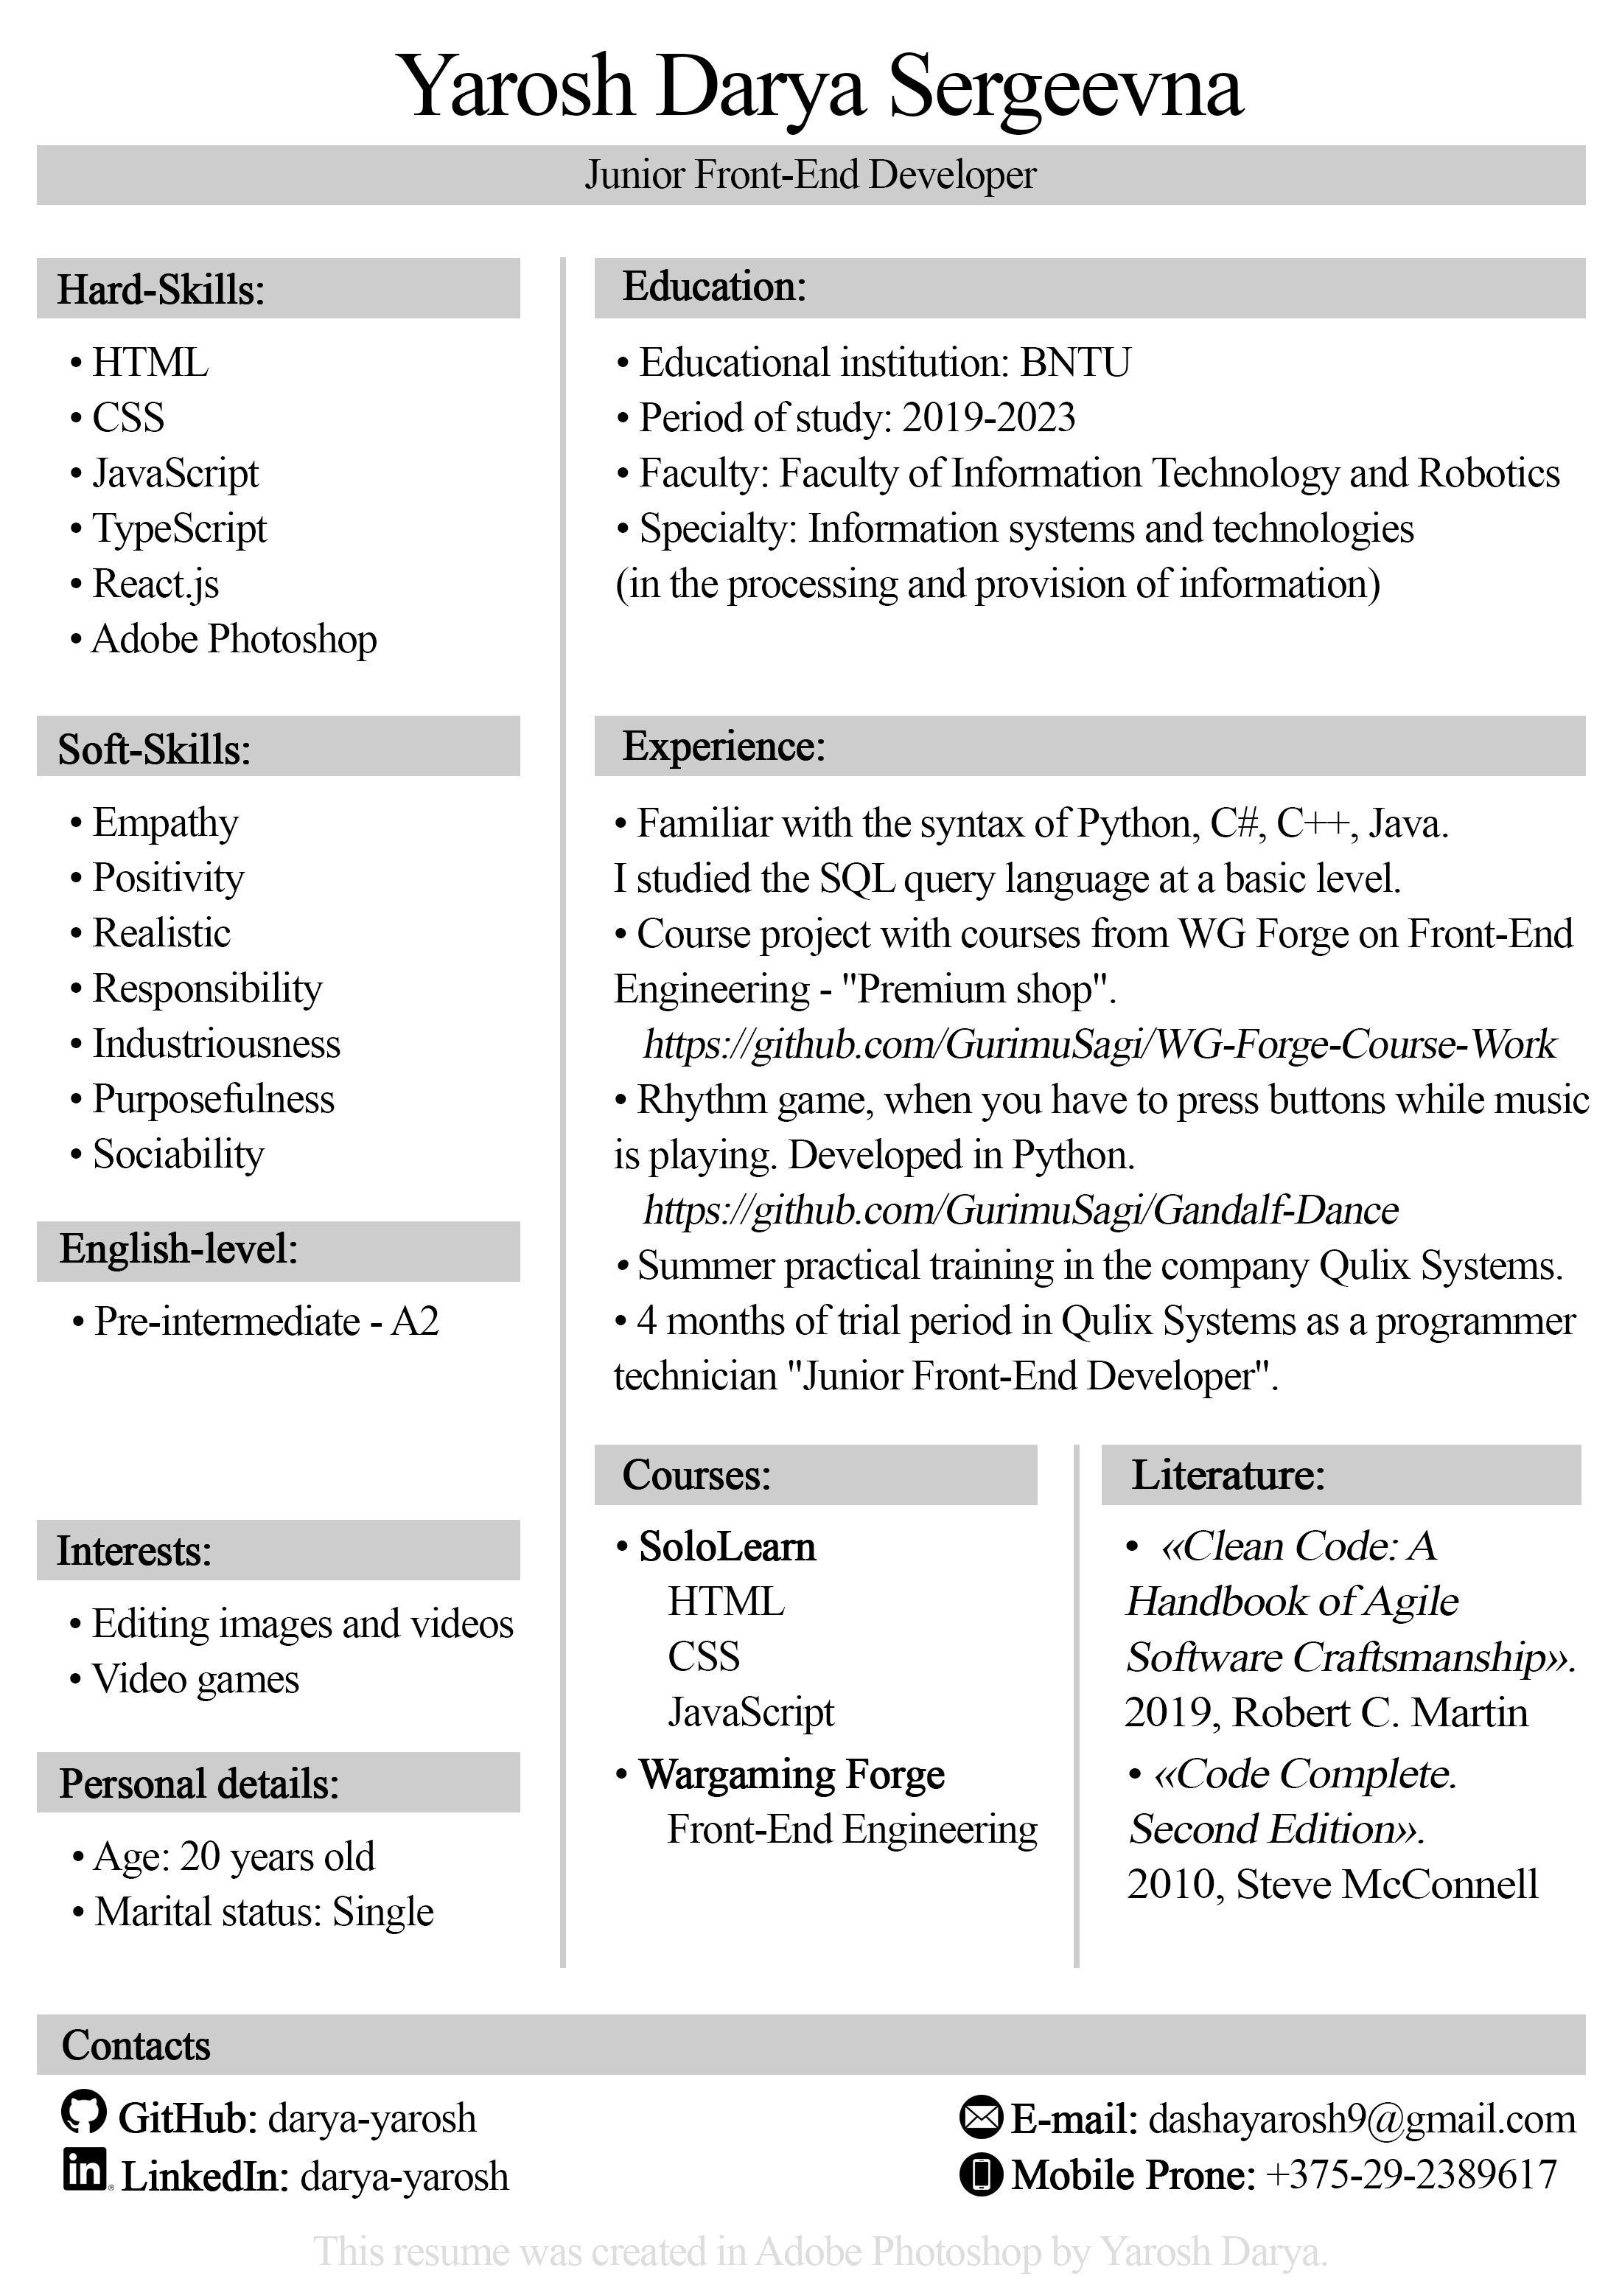 Yarosh Darya Sergeevna
Junior Front-End Developer
Hard-Skills:
• HTML
• CSS
• JavaScript
• TypeScript
• React.js
• Adobe Photoshop
Soft-Skills:
• Empathy
• Positivity
• Realistic
• Responsibility
• Industriousness
• Purposefulness
• Sociability
English-level:
• Pre-intermediate - A2
Interests:
• Editing images and videos
• Video games
Personal details:
• Age: 20 years old
• Marital status: Single
Education:
• Educational institution: BNTU
• Period of study: 2019-2023
• Faculty: Faculty of Information Technology and Robotics
• Specialty: Information systems and technologies
(in the processing and provision of information)
Experience:
• Familiar with the syntax of Python, C#, C++, Java.
I studied the SQL query language at a basic level.
• Course project with courses from WG Forge on Front-End
Engineering - "Premium shop".
https://github.com/GurimuSagi/WG-Forge-Course-Work
• Rhythm game, when you have to press buttons while music
is playing. Developed in Python.
https://github.com/GurimuSagi/Gandalf-Dance
• Summer practical training in the company Qulix Systems.
• 4 months of trial period in Qulix Systems as a programmer
technician "Junior Front-End Developer".
Courses:
• SoloLearn
HTML
CSS
JavaScript
• Wargaming Forge
Front-End Engineering
Literature:
• «Clean Code: A
Handbook of Agile
Software Craftsmanship».
2019, Robert C. Martin
• «Code Complete.
Second Edition».
2010, Steve McConnell
Contacts
GitHub: darya-yarosh
in® LinkedIn: darya-yarosh
E-mail: dashayarosh9@gmail.com
Mobile Prone: +375-29-2389617
This resume was created in Adobe Photoshop by Yarosh Darya.